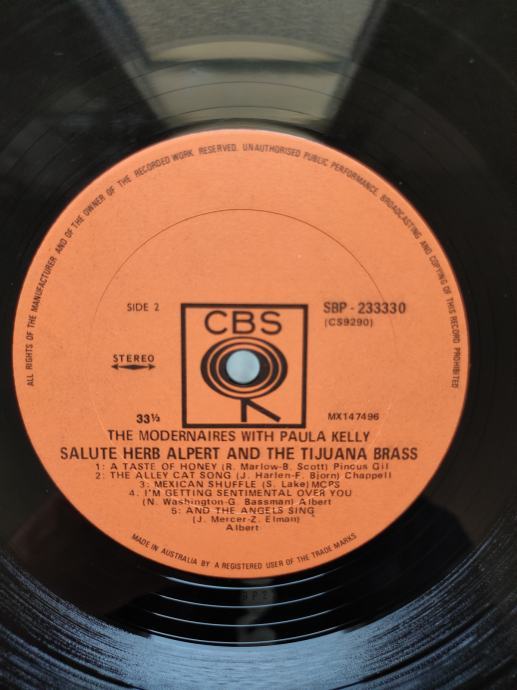 ALL RIGHTS OF THE MANUFACTURER AND OF THE OWNER OF THE RECORDED WORK RESERVED. UNAUTHORISED PUBLIC PERFORMANCE, BROADCASTING AND COPYING OF THIS RECORD PROHIBITED
SIDE 2
SBP - 233330
(CS9290)
CBS
STEREO
33⅓
MX147496
THE MODERNAIRES WITH PAULA KELLY
SALUTE HERB ALPERT AND THE TIJUANA BRASS
1: A TASTE OF HONEY (R. Marlow-B. Scott) Pincus Gil
2: THE ALLEY CAT SONG (J. Harlen-F. Bjorn) Chappell
3: MEXICAN SHUFFLE (S. Lake) MCPS
4: I'M GETTING SENTIMENTAL OVER YOU
(N. Washington-G. Bassman) Albert
5: AND THE ANGELS SING
(J. Mercer-Z. Elman)
Albert
MADE IN AUSTRALIA BY A REGISTERED USER OF THE TRADE MARKS